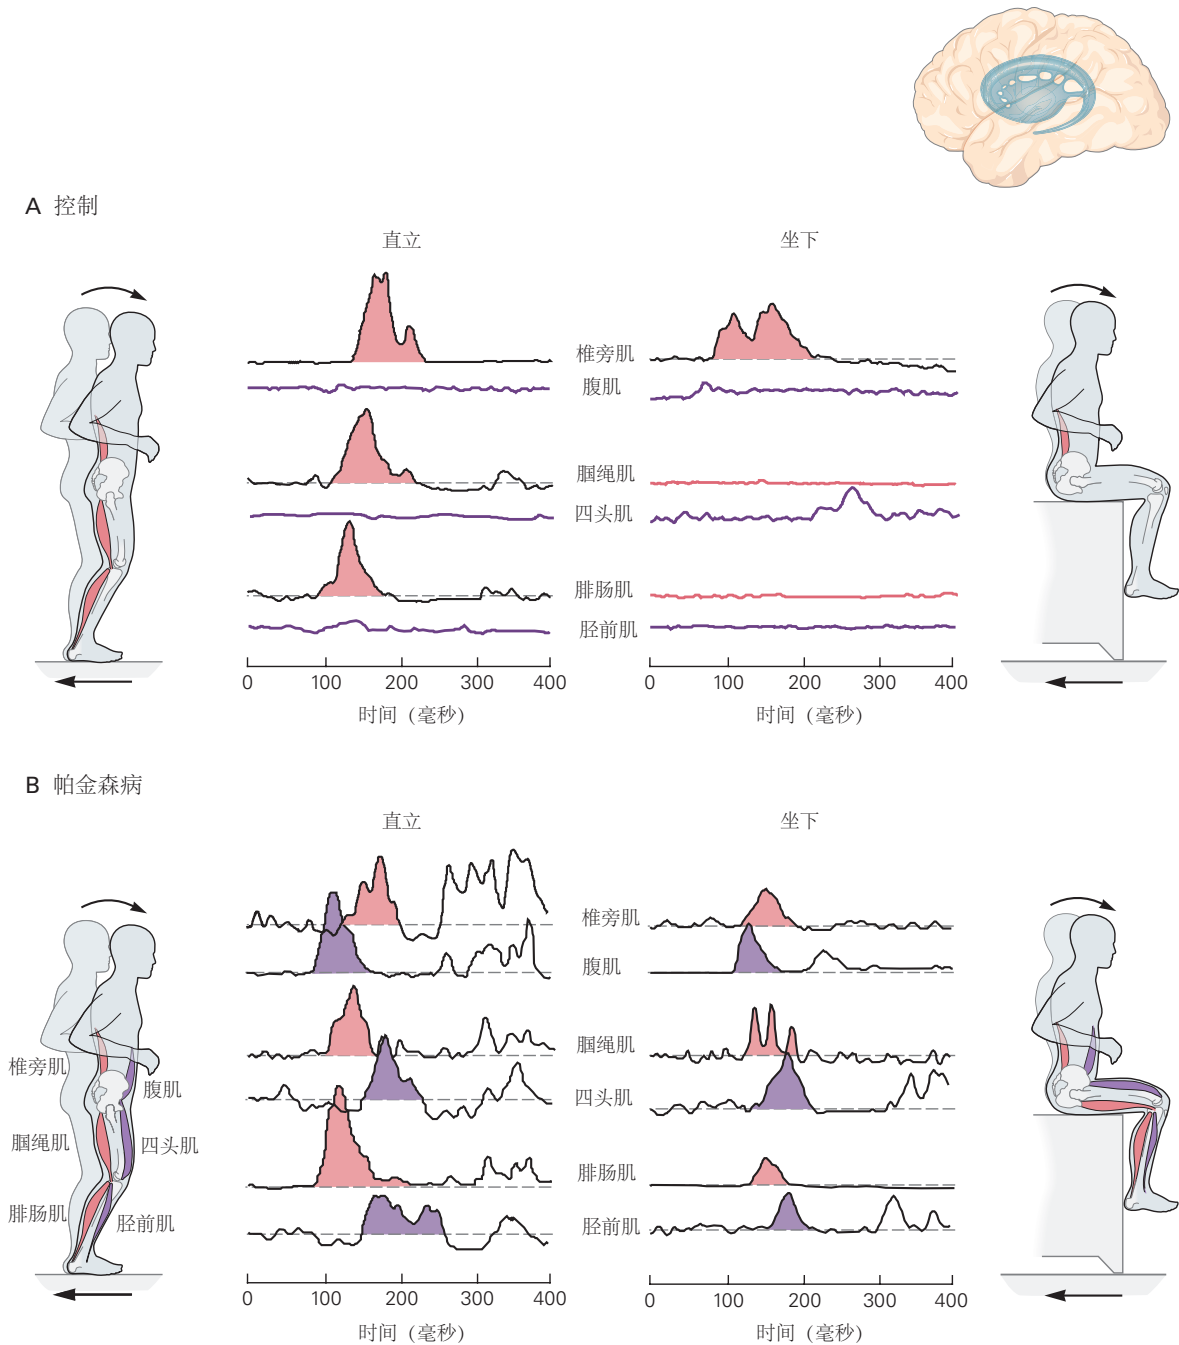 A 控制
直立
坐下
椎旁肌
腹肌
腘绳肌
四头肌
腓肠肌
胫前肌
0 100 200 300 400
0 100 200 300 400
时间 (毫秒)
时间 (毫秒)
B 帕金森病
直立
坐下
椎旁肌
腹肌
腘绳肌
四头肌
腓肠肌
胫前肌
椎旁肌
腹肌
腘绳肌
四头肌
腓肠肌
胫前肌
0 100 200 300 400
0 100 200 300 400
时间 (毫秒)
时间 (毫秒)